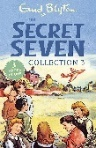 Enid Blyton
THE
SECRET
SEVEN
COLLECTION 3